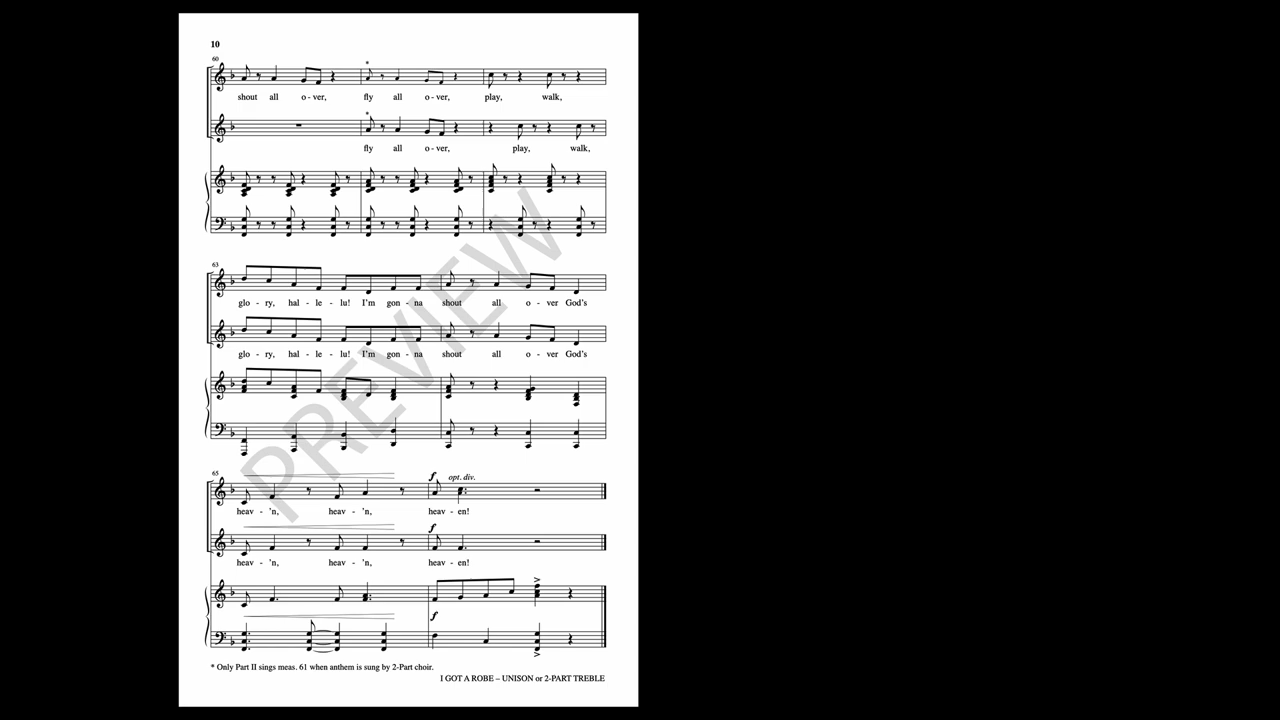 10
60
*
shout all o - ver, fly all o - ver, play, walk,
*
fly all o - ver, play, walk,
63
glo - ry, hal - le - lu! I'm gon - na shout all o - ver God's
glo - ry, hal - le - lu! I'm gon - na shout all o - ver God's
PREVIEW
65
f opt. div.
heav - 'n, heav - 'n, heav - en!
f
heav - 'n, heav - 'n, heav - en!
f
* Only Part II sings meas. 61 when anthem is sung by 2-Part choir.
I GOT A ROBE – UNISON or 2-PART TREBLE